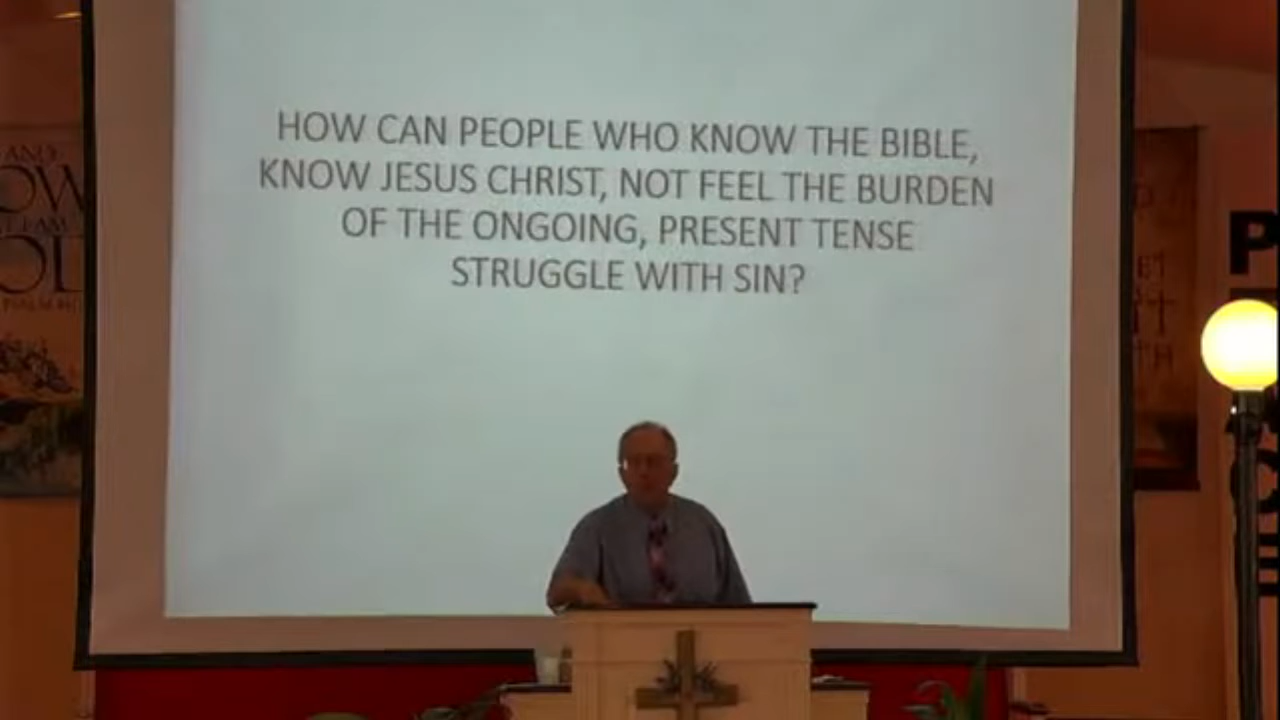 HOW CAN PEOPLE WHO KNOW THE BIBLE,
KNOW JESUS CHRIST, NOT FEEL THE BURDEN
OF THE ONGOING, PRESENT TENSE
STRUGGLE WITH SIN?
AND